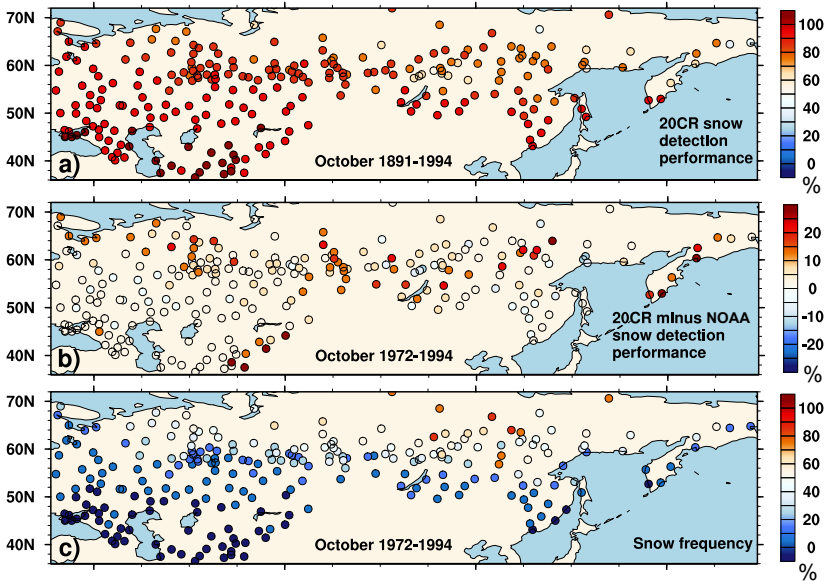 70N
60N
50N
40N
a)
October 1891-1994
20CR snow
detection
performance
100
80
60
40
20
0
%
70N
60N
50N
40N
b)
October 1972-1994
20CR mInus NOAA
snow detection
performance
20
10
0
-10
-20
%
70N
60N
50N
40N
c)
October 1972-1994
Snow frequency
100
80
60
40
20
0
%